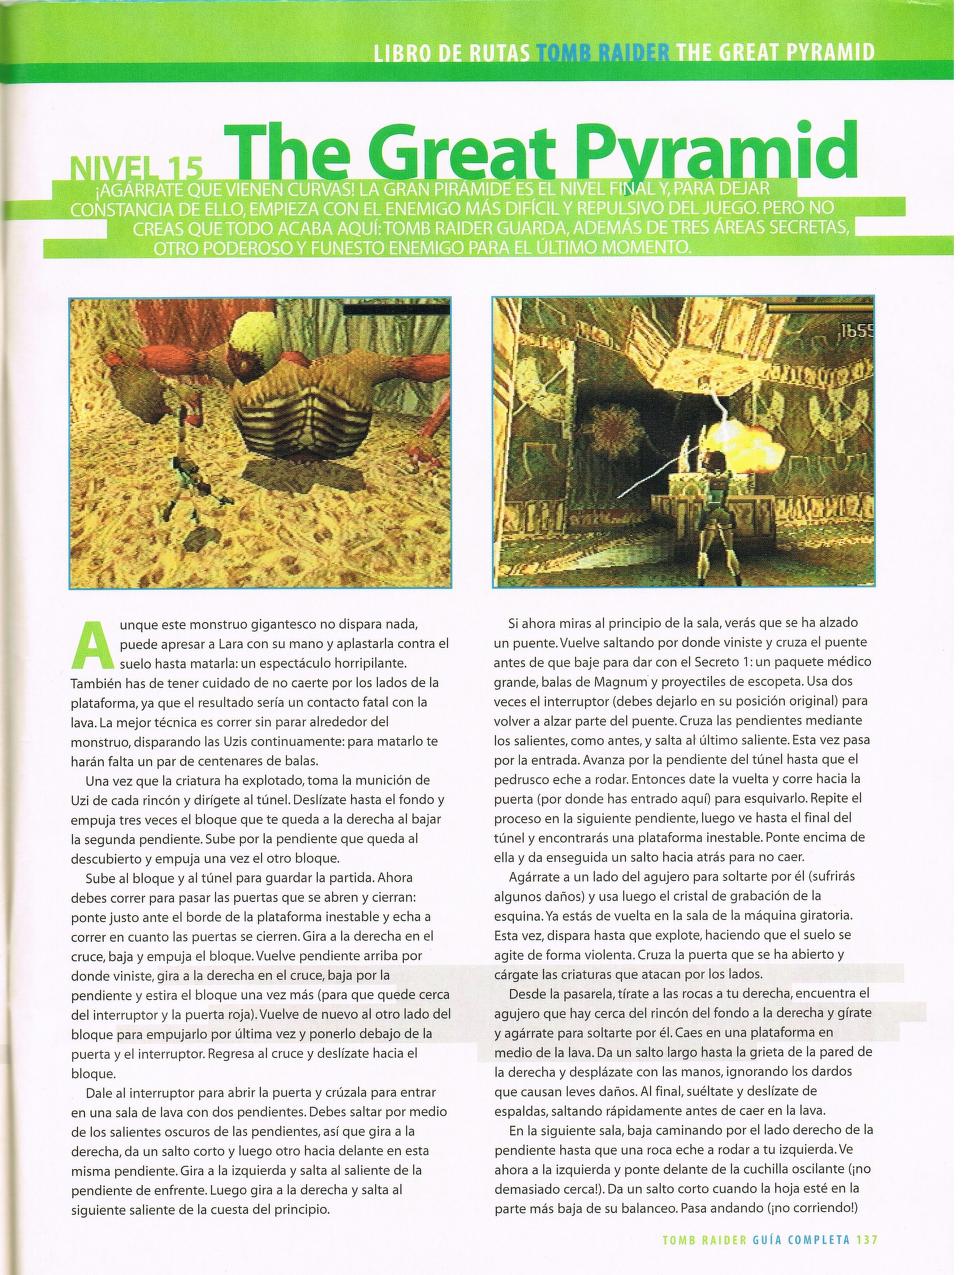 LIBRO DE RUTAS TOMB RAIDER THE GREAT PYRAMID
NIVEL 15 The Great Pyramid
¡AGÁRRATE QUE VIENEN CURVAS! LA GRAN PIRÁMIDE ES EL NIVEL FINAL Y, PARA DEJAR
CONSTANCIA DE ELLO, EMPIEZA CON EL ENEMIGO MÁS DIFÍCIL Y REPULSIVO DEL JUEGO. PERO NO
CREAS QUE TODO ACABA AQUÍ: TOMB RAIDER GUARDA, ADEMÁS DE TRES ÁREAS SECRETAS,
OTRO PODEROSO Y FUNESTO ENEMIGO PARA EL ÚLTIMO MOMENTO.
1655
Aunque este monstruo gigantesco no dispara nada,
puede apresar a Lara con su mano y aplastarla contra el
suelo hasta matarla: un espectáculo horripilante.
También has de tener cuidado de no caerte por los lados de la
plataforma, ya que el resultado sería un contacto fatal con la
lava. La mejor técnica es correr sin parar alrededor del
monstruo, disparando las Uzis continuamente: para matarlo te
harán falta un par de centenares de balas.
Una vez que la criatura ha explotado, toma la munición de
Uzi de cada rincón y dirígete al túnel. Deslízate hasta el fondo y
empuja tres veces el bloque que te queda a la derecha al bajar
la segunda pendiente. Sube por la pendiente que queda al
descubierto y empuja una vez el otro bloque.
Sube al bloque y al túnel para guardar la partida. Ahora
debes correr para pasar las puertas que se abren y cierran:
ponte justo ante el borde de la plataforma inestable y echa a
correr en cuanto las puertas se cierren. Gira a la derecha en el
cruce, baja y empuja el bloque. Vuelve pendiente arriba por
donde viniste, gira a la derecha en el cruce, baja por la
pendiente y estira el bloque una vez más (para que quede cerca
del interruptor y la puerta roja). Vuelve de nuevo al otro lado del
bloque para empujarlo por última vez y ponerlo debajo de la
puerta y el interruptor. Regresa al cruce y deslízate hacia el
bloque.
Dale al interruptor para abrir la puerta y crúzala para entrar
en una sala de lava con dos pendientes. Debes saltar por medio
de los salientes oscuros de las pendientes, así que gira a la
derecha, da un salto corto y luego otro hacia delante en esta
misma pendiente. Gira a la izquierda y salta al saliente de la
pendiente de enfrente. Luego gira a la derecha y salta al
siguiente saliente de la cuesta del principio.
Si ahora miras al principio de la sala, verás que se ha alzado
un puente. Vuelve saltando por donde viniste y cruza el puente
antes de que baje para dar con el Secreto 1: un paquete médico
grande, balas de Magnum y proyectiles de escopeta. Usa dos
veces el interruptor (debes dejarlo en su posición original) para
volver a alzar parte del puente. Cruza las pendientes mediante
los salientes, como antes, y salta al último saliente. Esta vez pasa
por la entrada. Avanza por la pendiente del túnel hasta que el
pedrusco eche a rodar. Entonces date la vuelta y corre hacia la
puerta (por donde has entrado aquí) para esquivarlo. Repite el
proceso en la siguiente pendiente, luego ve hasta el final del
túnel y encontrarás una plataforma inestable. Ponte encima de
ella y da enseguida un salto hacia atrás para no caer.
Agárrate a un lado del agujero para soltarte por él (sufrirás
algunos daños) y usa luego el cristal de grabación de la
esquina. Ya estás de vuelta en la sala de la máquina giratoria.
Esta vez, dispara hasta que explote, haciendo que el suelo se
agite de forma violenta. Cruza la puerta que se ha abierto y
cárgate las criaturas que atacan por los lados.
Desde la pasarela, tírate a las rocas a tu derecha, encuentra el
agujero que hay cerca del rincón del fondo a la derecha y gírate
y agárrate para soltarte por él. Caes en una plataforma en
medio de la lava. Da un salto largo hasta la grieta de la pared de
la derecha y desplázate con las manos, ignorando los dardos
que causan leves daños. Al final, suéltate y deslízate de
espaldas, saltando rápidamente antes de caer en la lava.
En la siguiente sala, baja caminando por el lado derecho de la
pendiente hasta que una roca eche a rodar a tu izquierda. Ve
ahora a la izquierda y ponte delante de la cuchilla oscilante (¡no
demasiado cerca!). Da un salto corto cuando la hoja esté en la
parte más baja de su balanceo. Pasa andando (¡no corriendo!)
TOMB RAIDER GUÍA COMPLETA 137